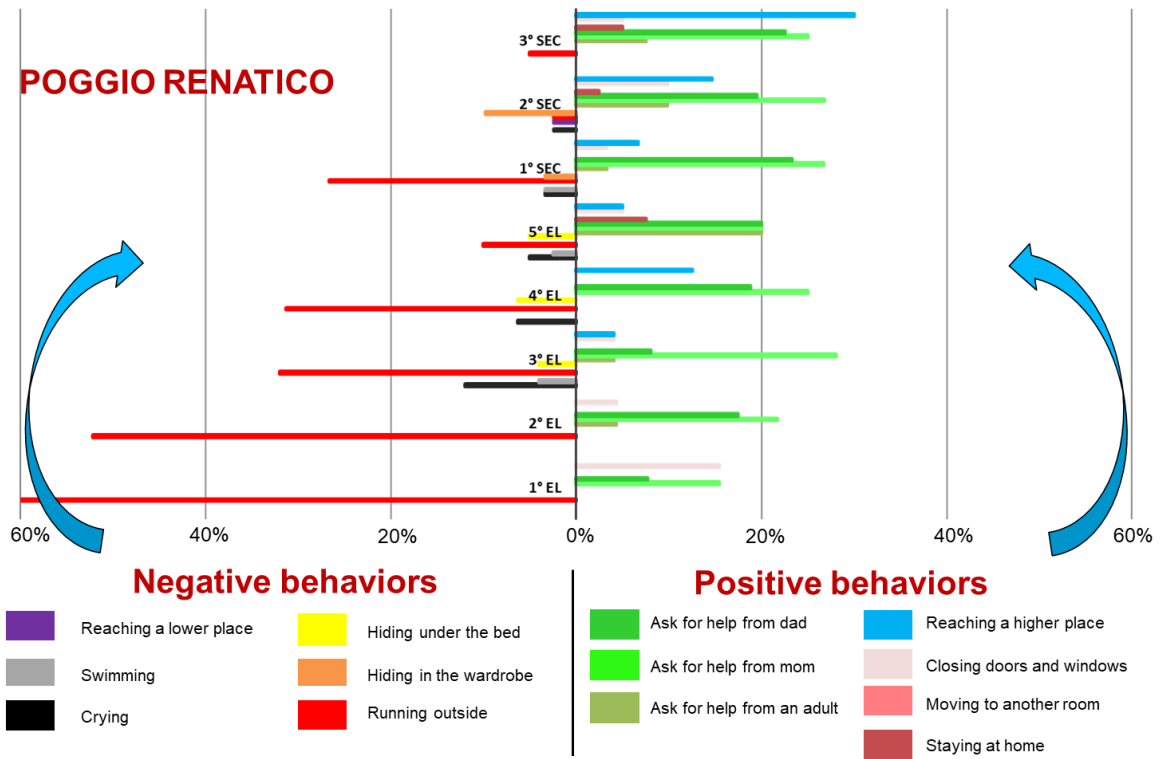 3° SEC
POGGIO RENATICO
2° SEC
1° SEC
5° EL
4° EL
3° EL
2° EL
1° EL
60% 40% 20% 0% 20% 40% 60%
Negative behaviors
Reaching a lower place
Swimming
Crying
Hiding under the bed
Hiding in the wardrobe
Running outside
Positive behaviors
Ask for help from dad
Ask for help from mom
Ask for help from an adult
Reaching a higher place
Closing doors and windows
Moving to another room
Staying at home